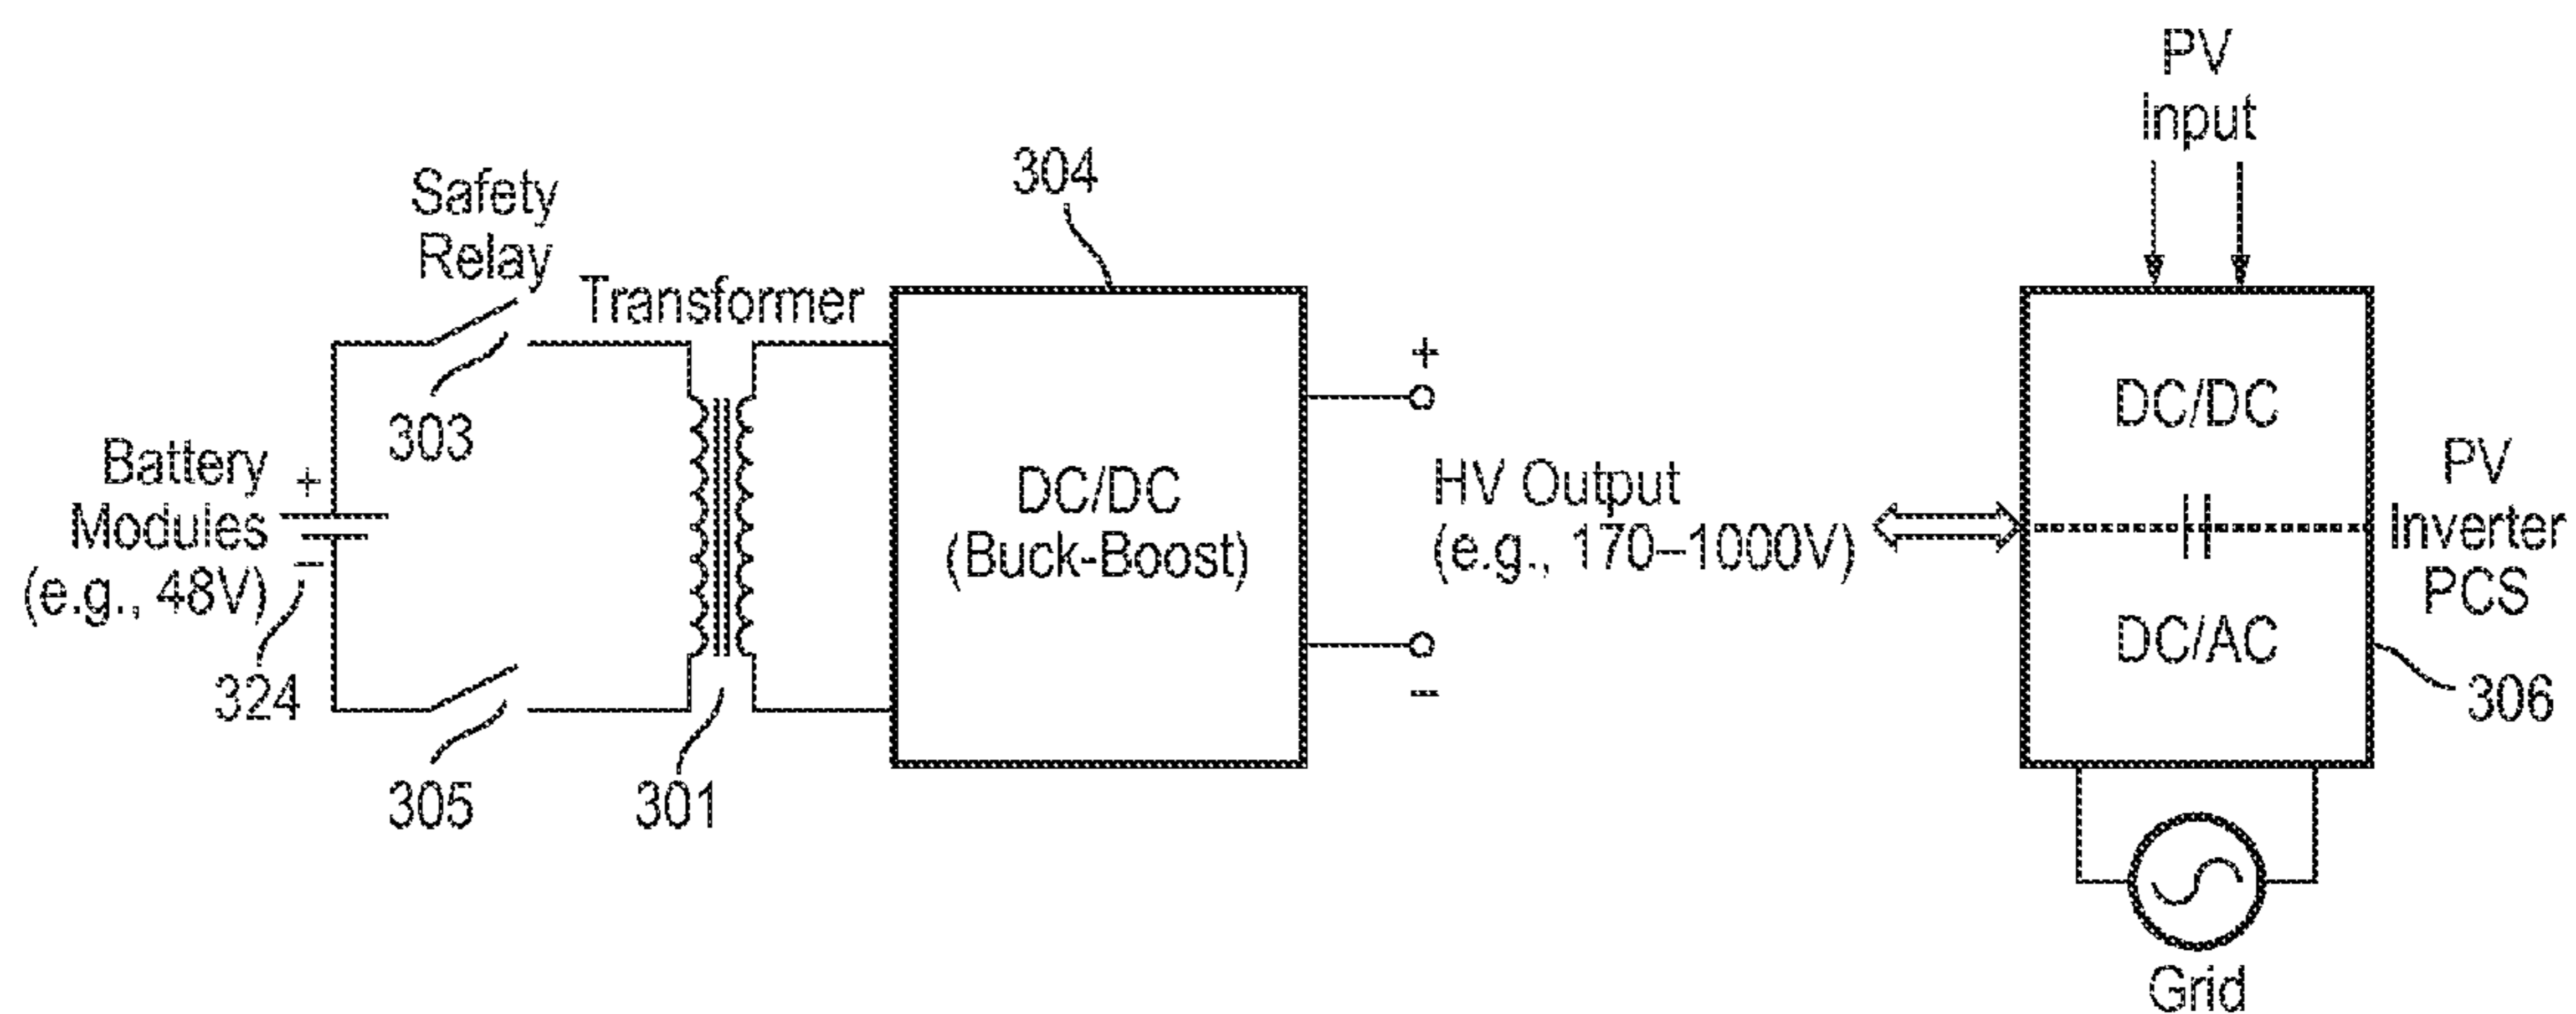 Safety
Relay
303
Battery
Modules
(e.g., 48V)
+
–
324
305
Transformer
301
304
DC/DC
(Buck-Boost)
+
–
HV Output
(e.g., 170–1000V)
PV
Input
DC/DC
DC/AC
PV
Inverter
PCS
306
Grid